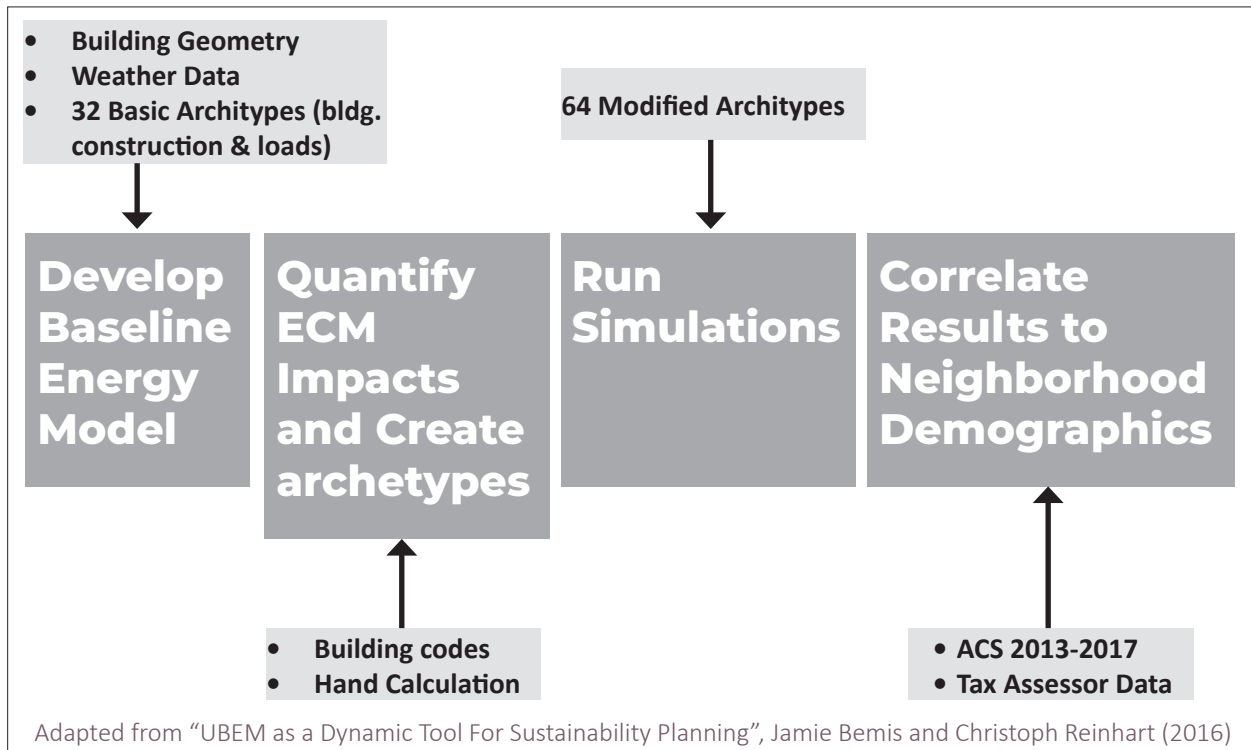 • Building Geometry
• Weather Data
• 32 Basic Architypes (bldg.
construction & loads)
64 Modified Architypes
Develop
Baseline
Energy
Model
Quantify
ECM
Impacts
and Create
archetypes
Run
Simulations
Correlate
Results to
Neighborhood
Demographics
• Building codes
• Hand Calculation
• ACS 2013-2017
• Tax Assessor Data
Adapted from “UBEM as a Dynamic Tool For Sustainability Planning”, Jamie Bemis and Christoph Reinhart (2016)